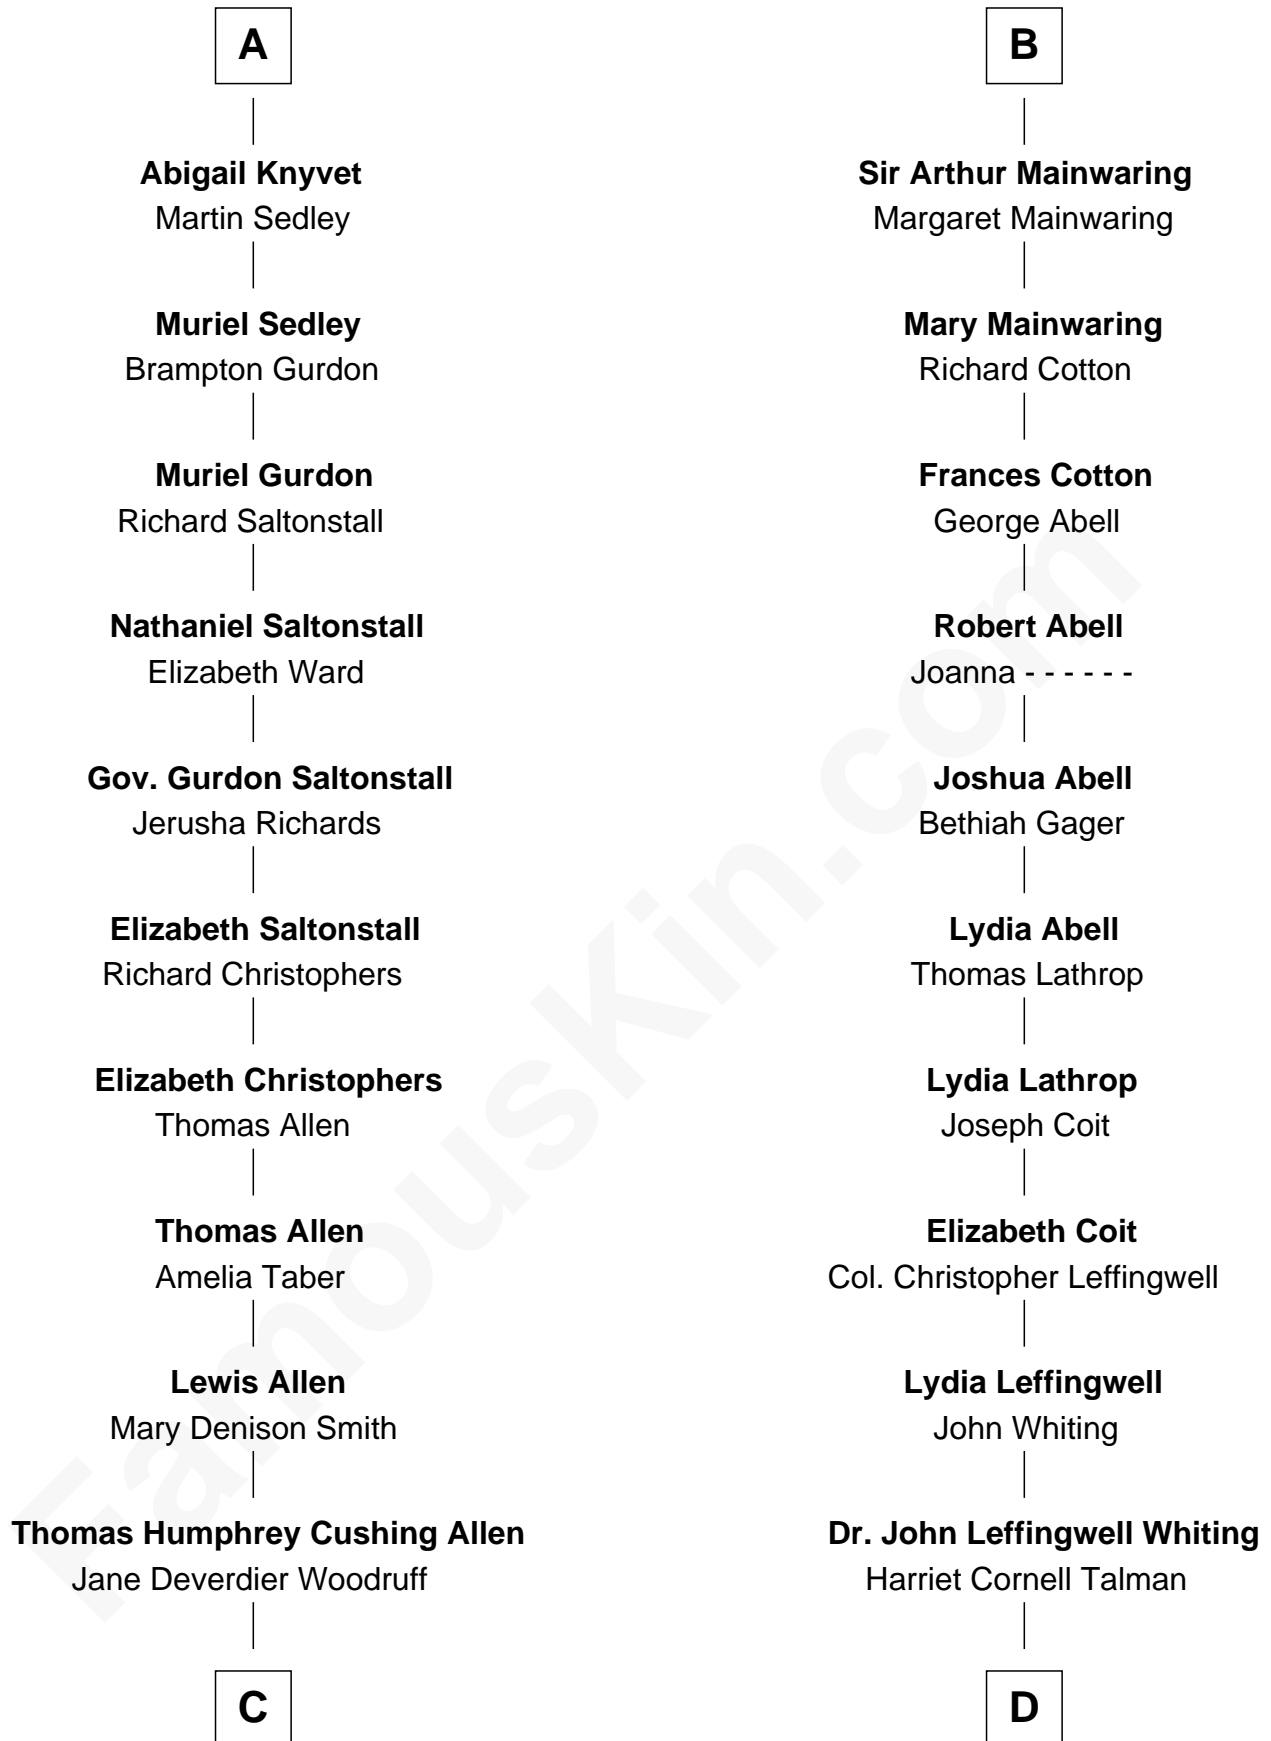 A
Abigail Knyvet
Martin Sedley
Muriel Sedley
Brampton Gurdon
Muriel Gurdon
Richard Saltonstall
Nathaniel Saltonstall
Elizabeth Ward
Gov. Gurdon Saltonstall
Jerusha Richards
Elizabeth Saltonstall
Richard Christophers
Elizabeth Christophers
Thomas Allen
Thomas Allen
Amelia Taber
Lewis Allen
Mary Denison Smith
Thomas Humphrey Cushing Allen
Jane Deverdier Woodruff
C
B
Sir Arthur Mainwaring
Margaret Mainwaring
Mary Mainwaring
Richard Cotton
Frances Cotton
George Abell
Robert Abell
Joanna - - - - - -
Joshua Abell
Bethiah Gager
Lydia Abell
Thomas Lathrop
Lydia Lathrop
Joseph Coit
Elizabeth Coit
Col. Christopher Leffingwell
Lydia Leffingwell
John Whiting
Dr. John Leffingwell Whiting
Harriet Cornell Talman
D
FamousKin.com